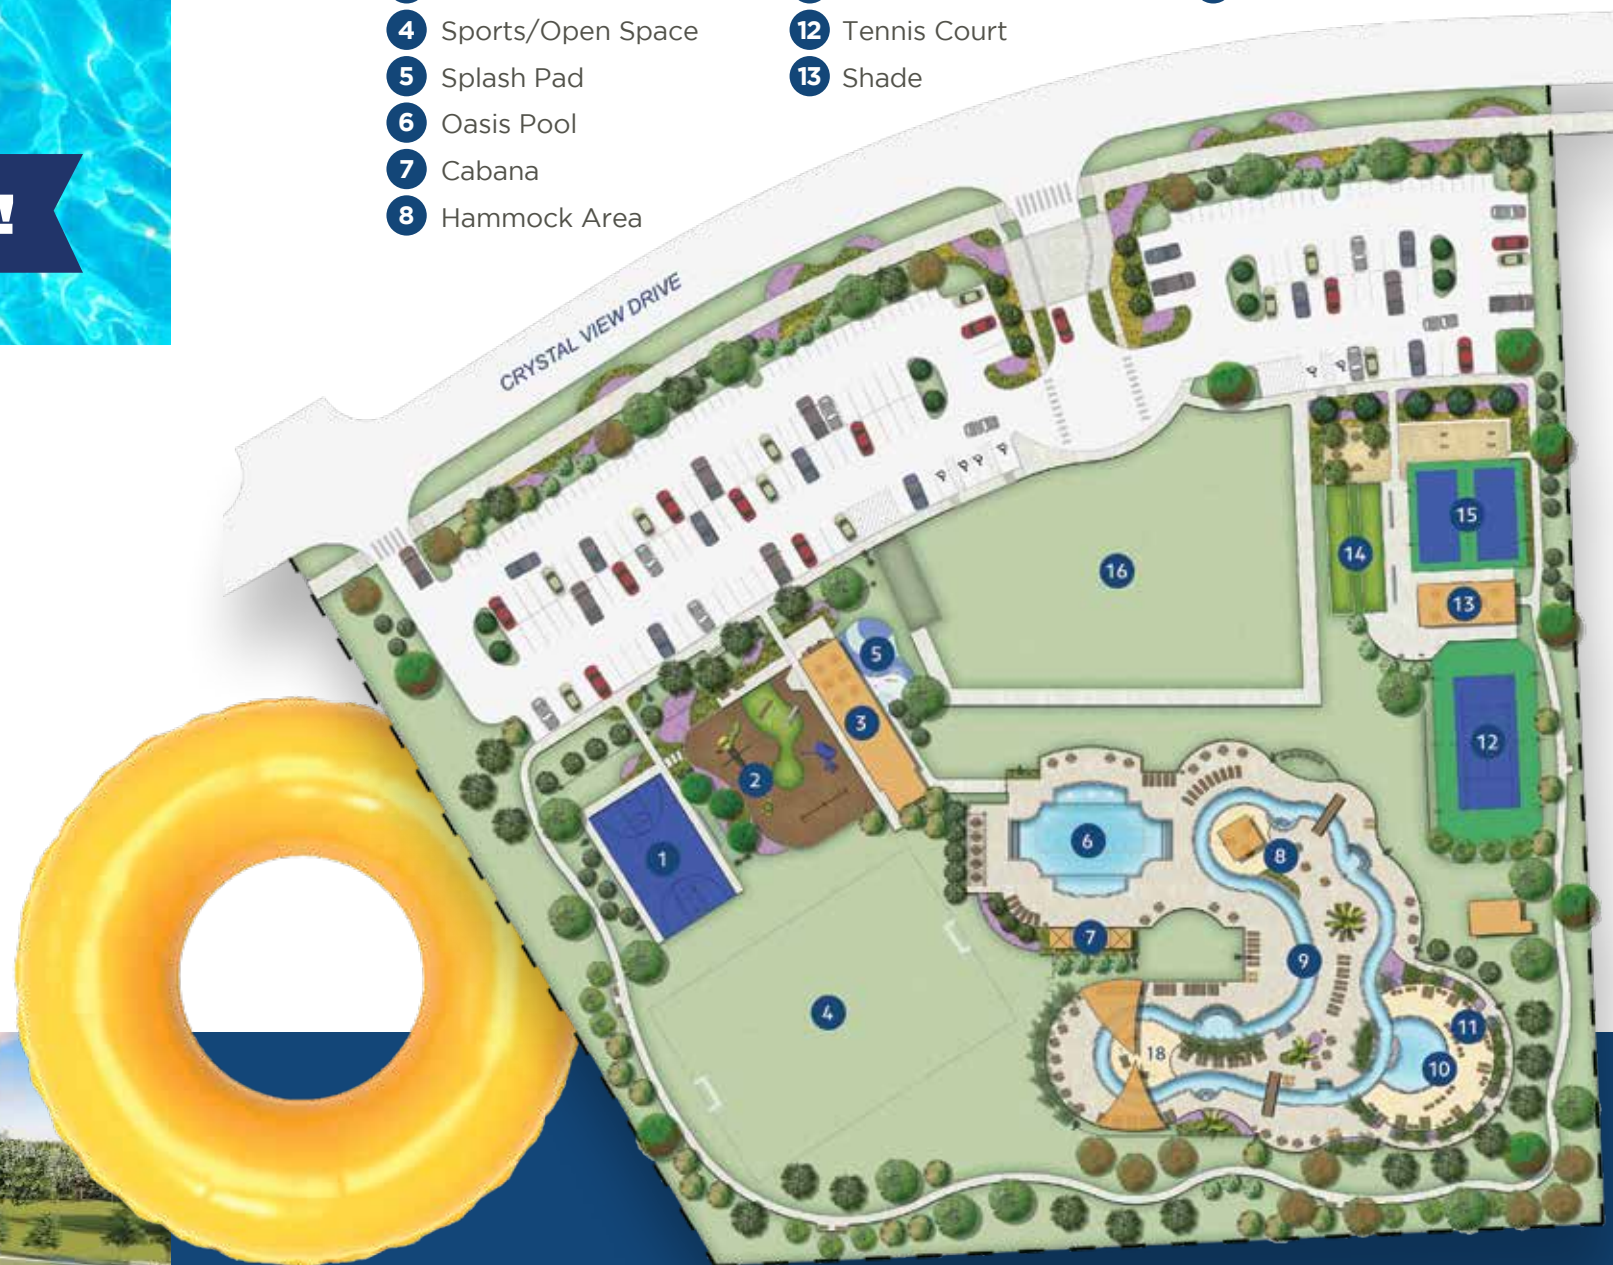 !
4 Sports/Open Space
5 Splash Pad
6 Oasis Pool
7 Cabana
8 Hammock Area
12 Tennis Court
13 Shade
CRYSTAL VIEW DRIVE
15
14
16
13
5
3
12
2
6
1
8
7
9
4
11
18
10